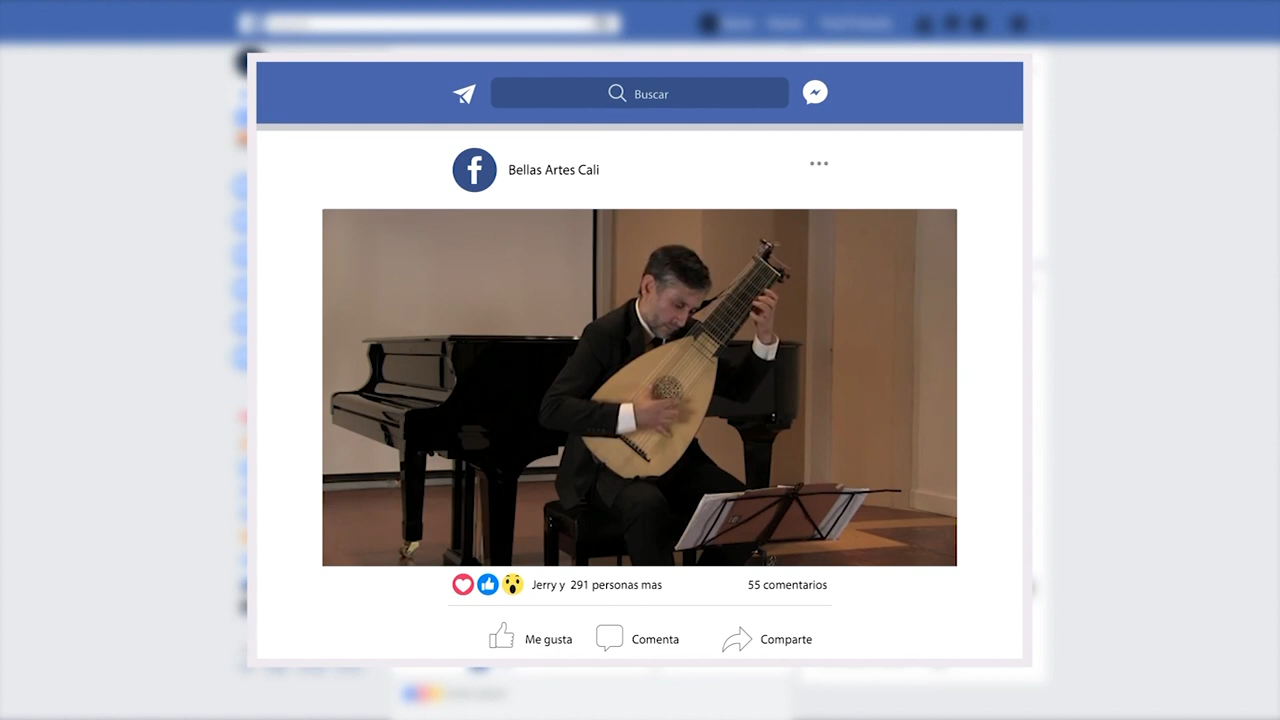 Buscar
Bellas Artes Cali
Jerry y 291 personas mas
55 comentarios
Me gusta
Comenta
Comparte